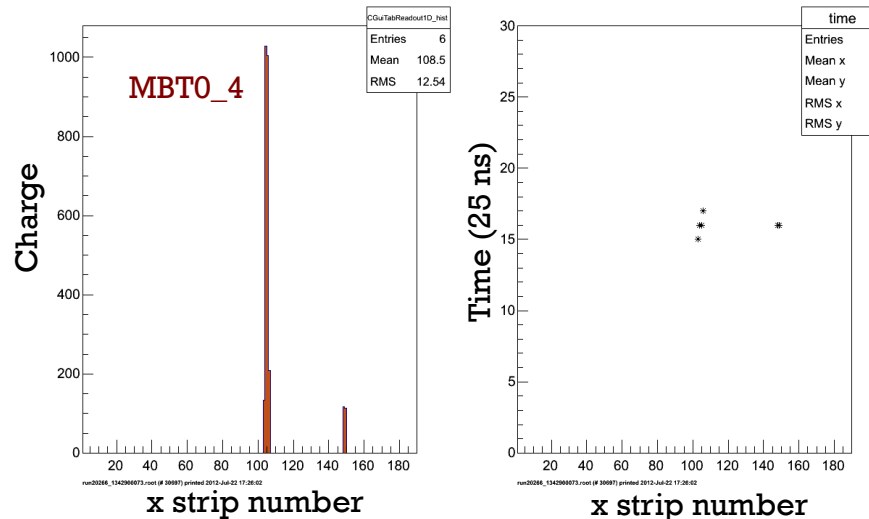 CGuiTabReadout1D_hist
Entries 6
Mean 108.5
RMS 12.54
MBT0_4
Charge
1000
800
600
400
200
0
20 40 60 80 100 120 140 160 180
run20266_1342900073.root (# 30697) printed 2012-Jul-22 17:26:02
x strip number
time
Entries
Mean x
Mean y
RMS x
RMS y
Time (25 ns)
30
25
20
15
10
5
0
20 40 60 80 100 120 140 160 180
run20266_1342900073.root (# 30697) printed 2012-Jul-22 17:26:02
x strip number